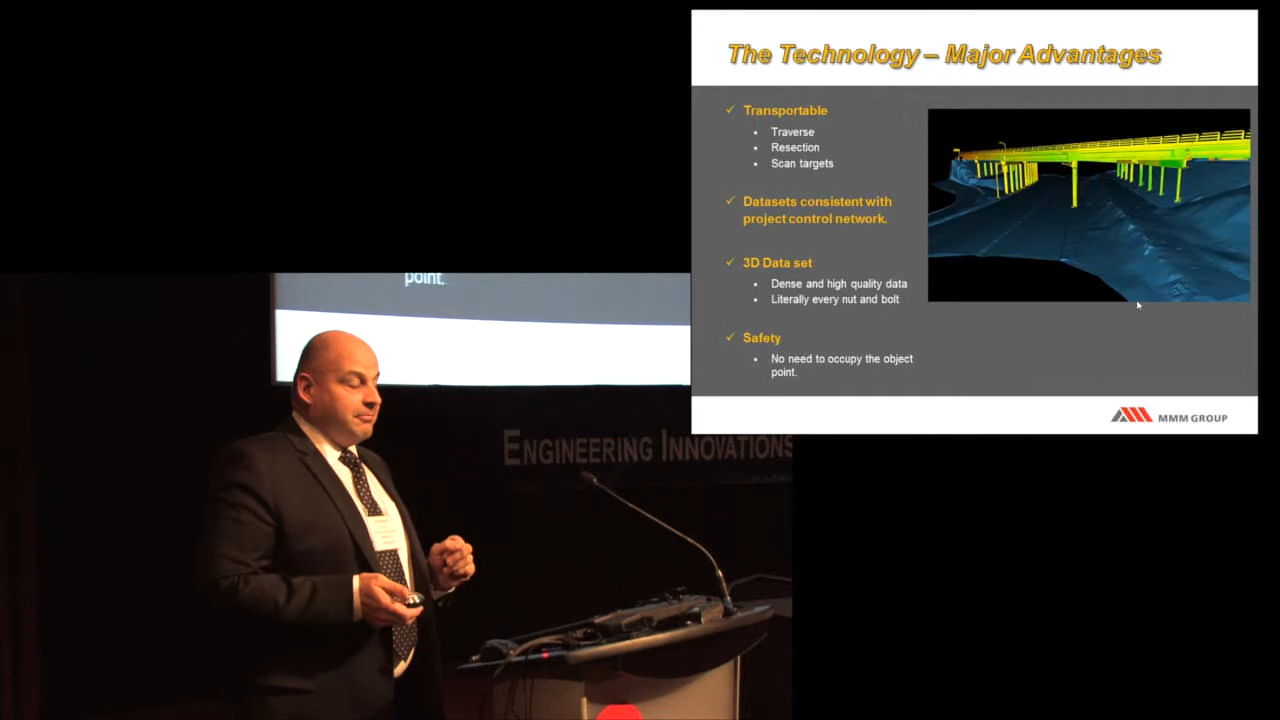 The Technology – Major Advantages
✓ Transportable
• Traverse
• Resection
• Scan targets
✓ Datasets consistent with
project control network.
✓ 3D Data set
• Dense and high quality data
• Literally every nut and bolt
✓ Safety
• No need to occupy the object
point.
MMM GROUP
point.
ENGINEERING INNOVATIONS